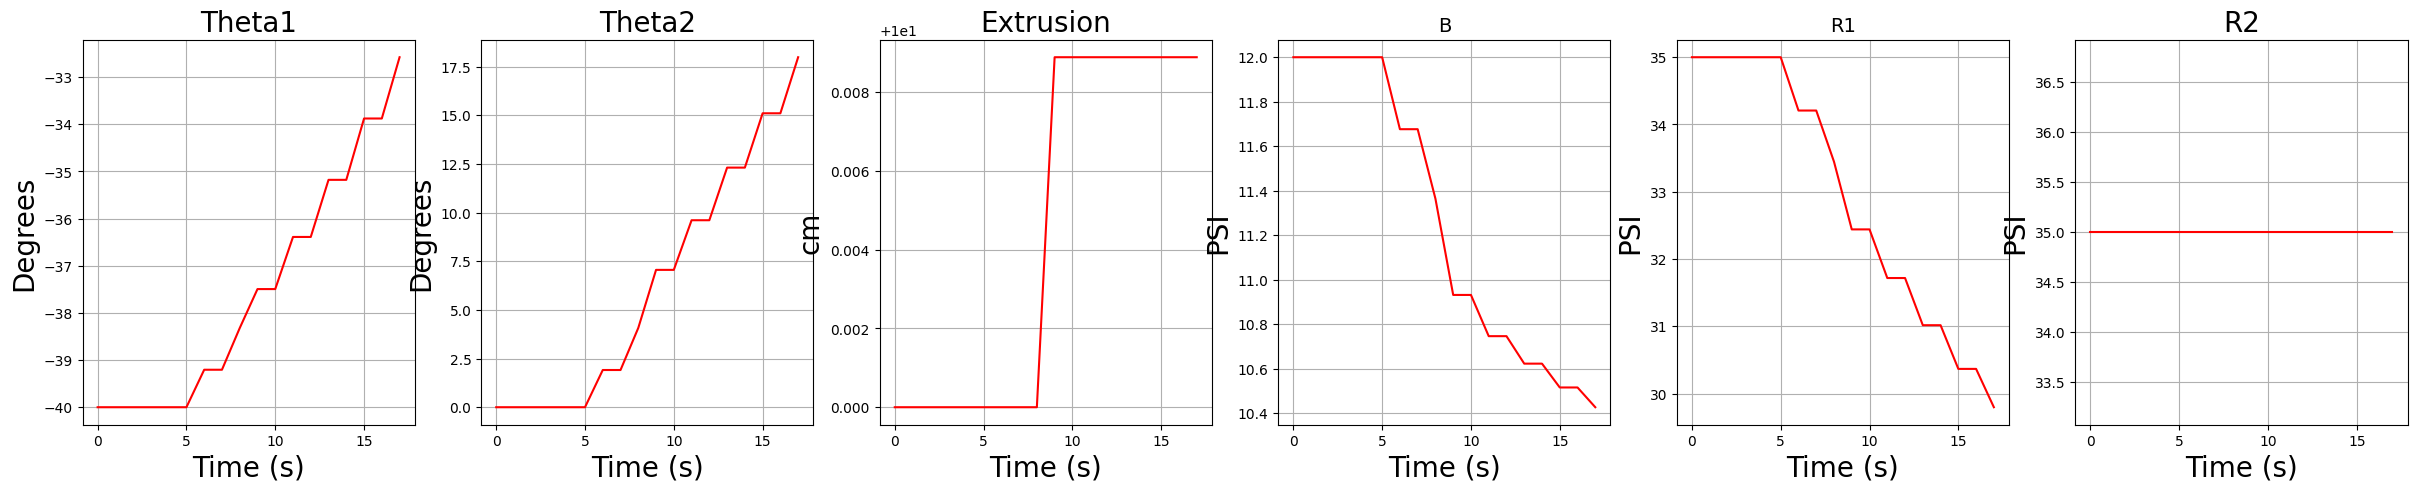 Theta1
Degrees
−33
−34
−35
−36
−37
−38
−39
−40
0 5 10 15
Time (s)
Theta2
Degrees
17.5
15.0
12.5
10.0
7.5
5.0
2.5
0.0
0 5 10 15
Time (s)
Extrusion
+1e1
cm
0.008
0.006
0.004
0.002
0.000
0 5 10 15
Time (s)
B
PSI
12.0
11.8
11.6
11.4
11.2
11.0
10.8
10.6
10.4
0 5 10 15
Time (s)
R1
PSI
35
34
33
32
31
30
0 5 10 15
Time (s)
R2
PSI
36.5
36.0
35.5
35.0
34.5
34.0
33.5
0 5 10 15
Time (s)